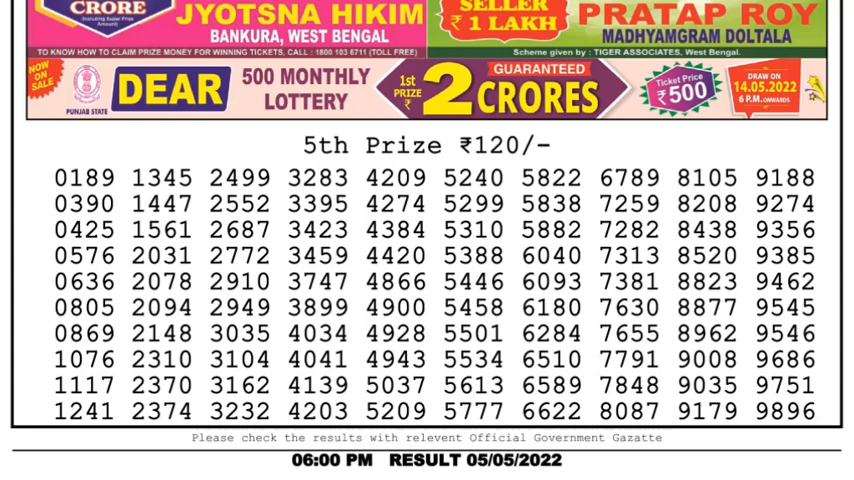 CRORE
(Including Super Prize Amount)
JYOTSNA HIKIM
BANKURA, WEST BENGAL
TO KNOW HOW TO CLAIM PRIZE MONEY FOR WINNING TICKETS, CALL : 1800 103 6711 (TOLL FREE)
SELLER
₹ 1 LAKH
PRATAP ROY
MADHYAMGRAM DOLTALA
Scheme given by : TIGER ASSOCIATES, West Bengal.
NOW ON SALE
PUNJAB STATE
DEAR
500 MONTHLY
LOTTERY
1st
PRIZE
₹
2
GUARANTEED
CRORES
Ticket Price
₹500
DRAW ON
14.05.2022
6 P.M. ONWARDS
5th Prize ₹120/-
0189 1345 2499 3283 4209 5240 5822 6789 8105 9188
0390 1447 2552 3395 4274 5299 5838 7259 8208 9274
0425 1561 2687 3423 4384 5310 5882 7282 8438 9356
0576 2031 2772 3459 4420 5388 6040 7313 8520 9385
0636 2078 2910 3747 4866 5446 6093 7381 8823 9462
0805 2094 2949 3899 4900 5458 6180 7630 8877 9545
0869 2148 3035 4034 4928 5501 6284 7655 8962 9546
1076 2310 3104 4041 4943 5534 6510 7791 9008 9686
1117 2370 3162 4139 5037 5613 6589 7848 9035 9751
1241 2374 3232 4203 5209 5777 6622 8087 9179 9896
Please check the results with relevent Official Government Gazatte
06:00 PM RESULT 05/05/2022